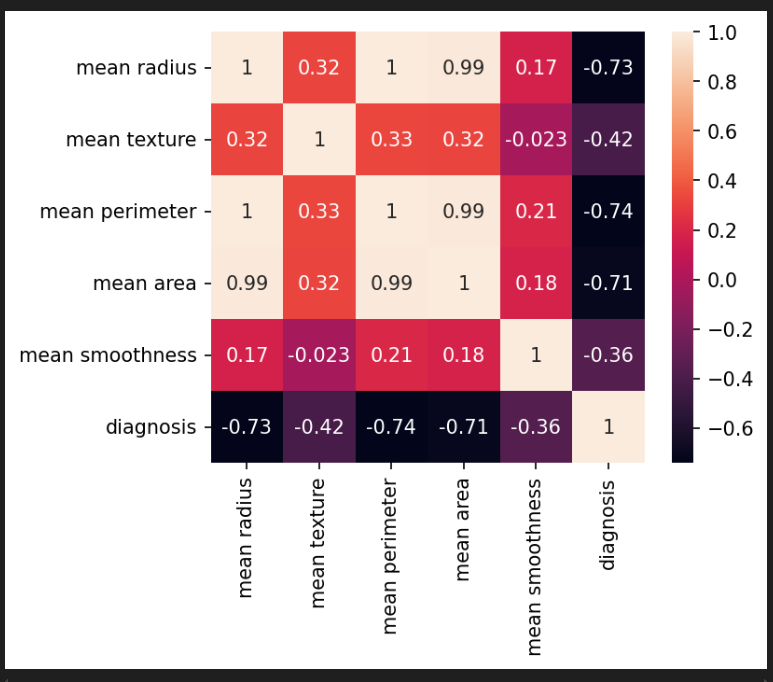 mean radius 1 0.32 1 0.99 0.17 -0.73
mean texture 0.32 1 0.33 0.32 -0.023 -0.42
mean perimeter 1 0.33 1 0.99 0.21 -0.74
mean area 0.99 0.32 0.99 1 0.18 -0.71
mean smoothness 0.17 -0.023 0.21 0.18 1 -0.36
diagnosis -0.73 -0.42 -0.74 -0.71 -0.36 1
mean radius
mean texture
mean perimeter
mean area
mean smoothness
diagnosis
1.0
0.8
0.6
0.4
0.2
0.0
−0.2
−0.4
−0.6